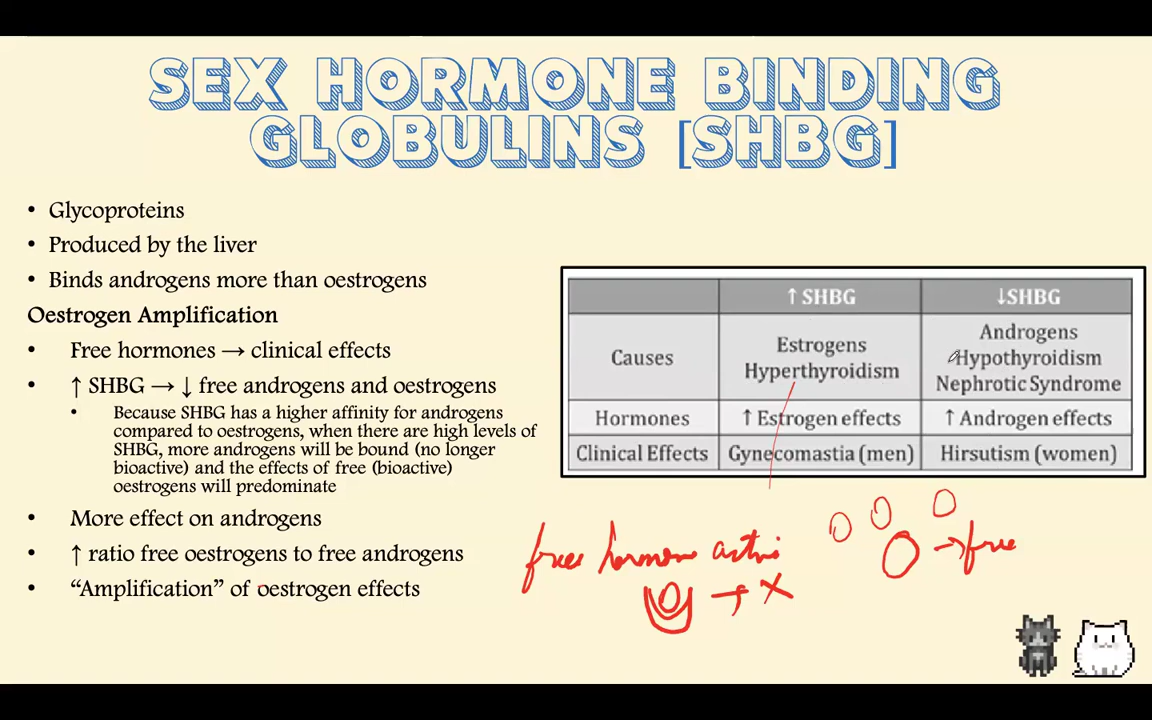 SEX HORMONE BINDING
GLOBULINS [SHBG]
• Glycoproteins
• Produced by the liver
• Binds androgens more than oestrogens
Oestrogen Amplification
• Free hormones → clinical effects
• ↑ SHBG → ↓ free androgens and oestrogens
• Because SHBG has a higher affinity for androgens
compared to oestrogens, when there are high levels of
SHBG, more androgens will be bound (no longer
bioactive) and the effects of free (bioactive)
oestrogens will predominate
• More effect on androgens
• ↑ ratio free oestrogens to free androgens
• “Amplification” of oestrogen effects
↑ SHBG ↓SHBG
Causes
Estrogens
Hyperthyroidism
Androgens
Hypothyroidism
Nephrotic Syndrome
Hormones ↑ Estrogen effects ↑ Androgen effects
Clinical Effects Gynecomastia (men) Hirsutism (women)
free hormone
→ free
→ X